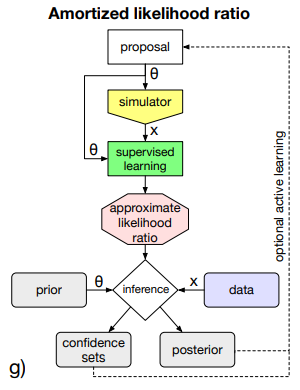 Amortized likelihood ratio
proposal
θ
simulator
x
θ
supervised
learning
approximate
likelihood
ratio
optional active learning
prior
θ
inference
x
data
confidence
sets
posterior
g)